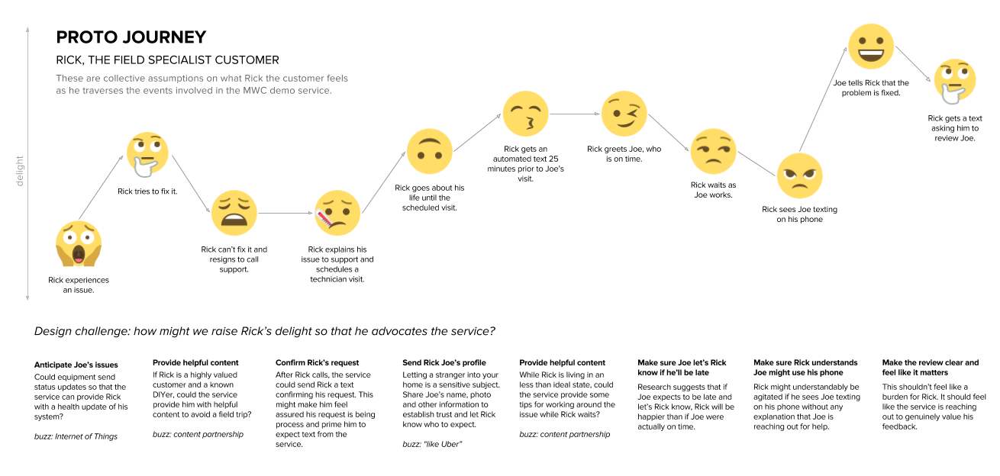 PROTO JOURNEY
RICK, THE FIELD SPECIALIST CUSTOMER
These are collective assumptions on what Rick the customer feels
as he traverses the events involved in the MWC demo service.
delight
Rick experiences
an issue.
Rick tries to fix it.
Rick can't fix it and
resigns to call
support.
Rick explains his
issue to support and
schedules a
technician visit.
Rick goes about his
life until the
scheduled visit.
Rick gets an
automated text 25
minutes prior to Joe's
visit.
Rick greets Joe, who
is on time.
Rick waits as
Joe works.
Rick sees Joe texting
on his phone
Joe tells Rick that the
problem is fixed.
Rick gets a text
asking him to
review Joe.
Design challenge: how might we raise Rick's delight so that he advocates the service?
Anticipate Joe's issues
Could equipment send
status updates so that the
service can provide Rick
with a health update of his
system?
buzz: Internet of Things
Provide helpful content
If Rick is a highly valued
customer and a known
DIYer, could the service
provide him with helpful
content to avoid a field trip?
buzz: content partnership
Confirm Rick's request
After Rick calls, the service
could send Rick a text
confirming his request. This
might make him feel
assured his request is being
process and prime him to
expect text from the
service.
Send Rick Joe's profile
Letting a stranger into your
home is a sensitive subject.
Share Joe's name, photo
and other information to
establish trust and let Rick
know who to expect.
buzz: "like Uber"
Provide helpful content
While Rick is living in an
less than ideal state, could
the service provide some
tips for working around the
issue while Rick waits?
buzz: content partnership
Make sure Joe let's Rick
know if he'll be late
Research suggests that if
Joe expects to be late and
let's Rick know, Rick will be
happier than if Joe were
actually on time.
Make sure Rick understands
Joe might use his phone
Rick might understandably be
agitated if he sees Joe texting
on his phone without any
explanation that Joe is
reaching out for help.
Make the review clear and
feel like it matters
This shouldn't feel like a
burden for Rick. It should feel
like the service is reaching
out to genuinely value his
feedback.